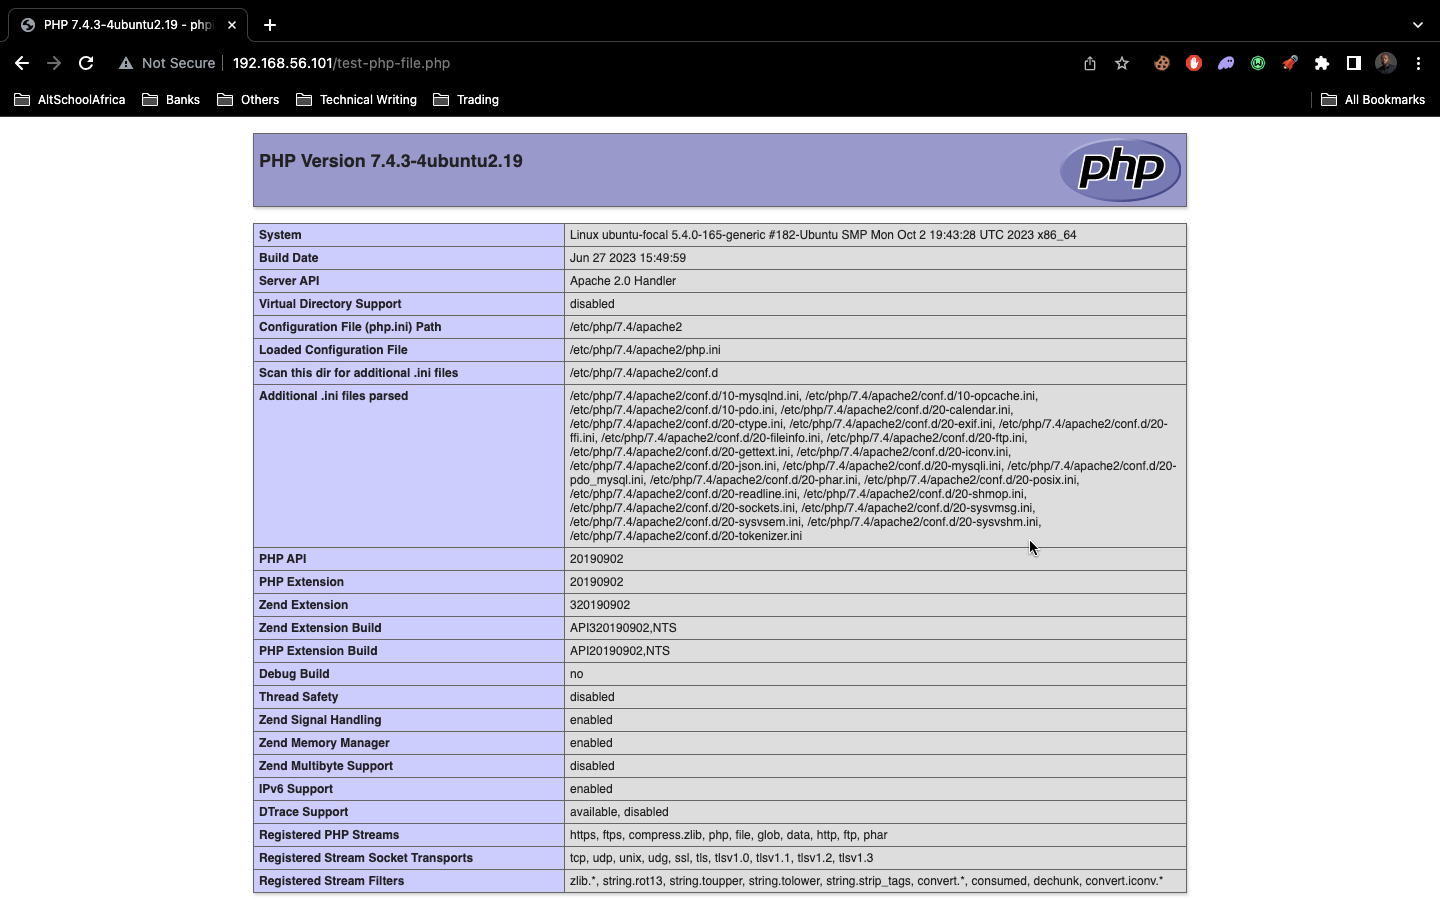 PHP 7.4.3-4ubuntu2.19 - php
Not Secure 192.168.56.101/test-php-file.php
AltSchoolAfrica Banks Others Technical Writing Trading All Bookmarks
PHP Version 7.4.3-4ubuntu2.19
php
System Linux ubuntu-focal 5.4.0-165-generic #182-Ubuntu SMP Mon Oct 2 19:43:28 UTC 2023 x86_64
Build Date Jun 27 2023 15:49:59
Server API Apache 2.0 Handler
Virtual Directory Support disabled
Configuration File (php.ini) Path /etc/php/7.4/apache2
Loaded Configuration File /etc/php/7.4/apache2/php.ini
Scan this dir for additional .ini files /etc/php/7.4/apache2/conf.d
Additional .ini files parsed /etc/php/7.4/apache2/conf.d/10-mysqlnd.ini, /etc/php/7.4/apache2/conf.d/10-opcache.ini,
/etc/php/7.4/apache2/conf.d/10-pdo.ini, /etc/php/7.4/apache2/conf.d/20-calendar.ini,
/etc/php/7.4/apache2/conf.d/20-ctype.ini, /etc/php/7.4/apache2/conf.d/20-exif.ini, /etc/php/7.4/apache2/conf.d/20-
ffi.ini, /etc/php/7.4/apache2/conf.d/20-fileinfo.ini, /etc/php/7.4/apache2/conf.d/20-ftp.ini,
/etc/php/7.4/apache2/conf.d/20-gettext.ini, /etc/php/7.4/apache2/conf.d/20-iconv.ini,
/etc/php/7.4/apache2/conf.d/20-json.ini, /etc/php/7.4/apache2/conf.d/20-mysqli.ini, /etc/php/7.4/apache2/conf.d/20-
pdo_mysql.ini, /etc/php/7.4/apache2/conf.d/20-phar.ini, /etc/php/7.4/apache2/conf.d/20-posix.ini,
/etc/php/7.4/apache2/conf.d/20-readline.ini, /etc/php/7.4/apache2/conf.d/20-shmop.ini,
/etc/php/7.4/apache2/conf.d/20-sockets.ini, /etc/php/7.4/apache2/conf.d/20-sysvmsg.ini,
/etc/php/7.4/apache2/conf.d/20-sysvsem.ini, /etc/php/7.4/apache2/conf.d/20-sysvshm.ini,
/etc/php/7.4/apache2/conf.d/20-tokenizer.ini
PHP API 20190902
PHP Extension 20190902
Zend Extension 320190902
Zend Extension Build API320190902,NTS
PHP Extension Build API20190902,NTS
Debug Build no
Thread Safety disabled
Zend Signal Handling enabled
Zend Memory Manager enabled
Zend Multibyte Support disabled
IPv6 Support enabled
DTrace Support available, disabled
Registered PHP Streams https, ftps, compress.zlib, php, file, glob, data, http, ftp, phar
Registered Stream Socket Transports tcp, udp, unix, udg, ssl, tls, tlsv1.0, tlsv1.1, tlsv1.2, tlsv1.3
Registered Stream Filters zlib.*, string.rot13, string.toupper, string.tolower, string.strip_tags, convert.*, consumed, dechunk, convert.iconv.*